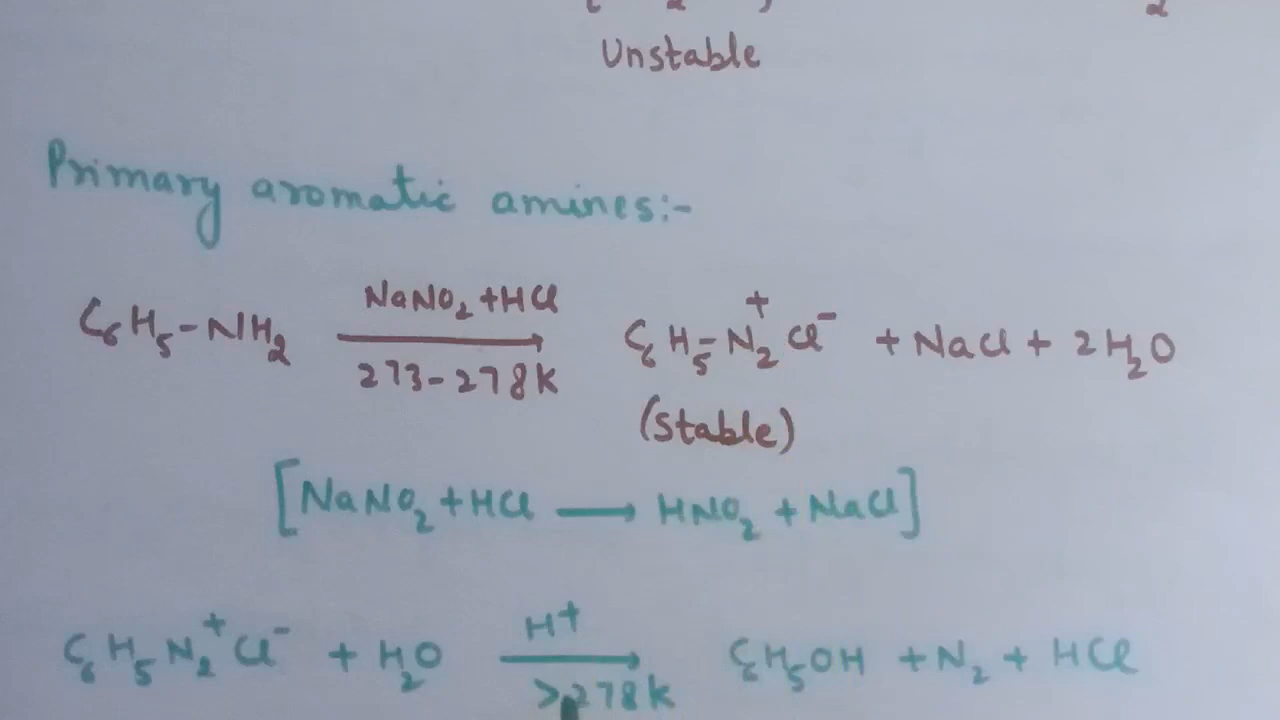 Unstable
Primary aromatic amines:-
C₆H₅-NH₂ NaNO₂+HCl → 273-278K C₆H₅-N₂⁺Cl⁻ + NaCl + 2H₂O
(Stable)
[NaNO₂+HCl → HNO₂ + NaCl]
C₆H₅N₂⁺Cl⁻ + H₂O H⁺ → >278K C₆H₅OH + N₂ + HCl